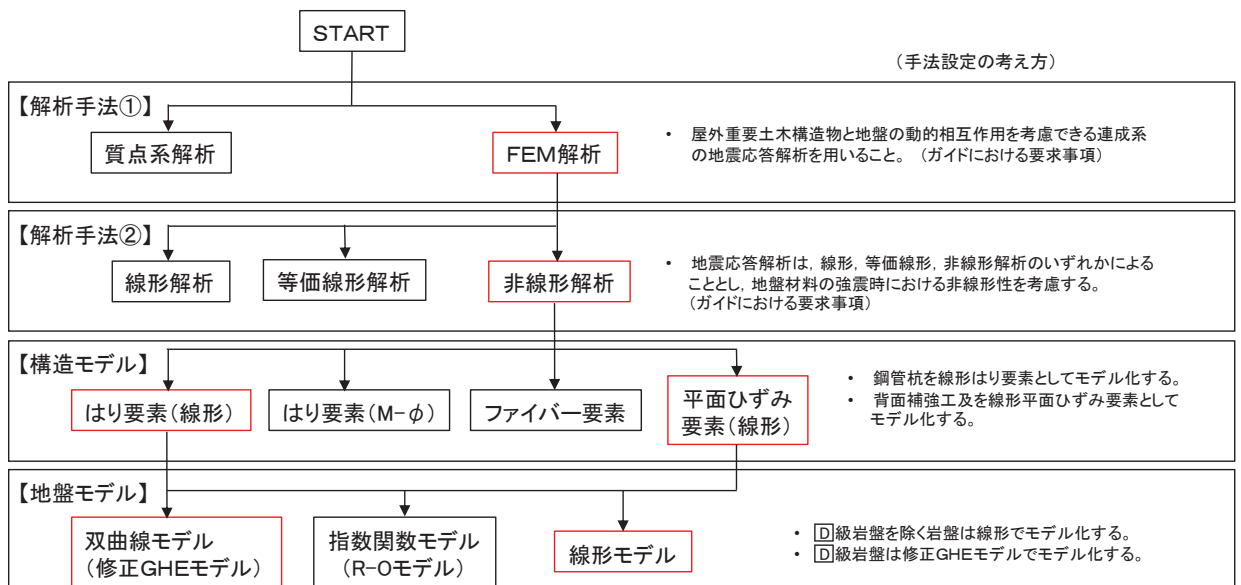 START
(手法設定の考え方)
【解析手法①】
質点系解析
FEM解析
・ 屋外重要土木構造物と地盤の動的相互作用を考慮できる連成系
の地震応答解析を用いること。 (ガイドにおける要求事項)
【解析手法②】
線形解析
等価線形解析
非線形解析
・ 地震応答解析は，線形，等価線形，非線形解析のいずれかによる
こととし，地盤材料の強震時における非線形性を考慮する。
(ガイドにおける要求事項)
【構造モデル】
はり要素(線形)
はり要素(M-φ)
ファイバー要素
平面ひずみ
要素(線形)
・ 鋼管杭を線形はり要素としてモデル化する。
・ 背面補強工及を線形平面ひずみ要素として
モデル化する。
【地盤モデル】
双曲線モデル
(修正GHEモデル)
指数関数モデル
(R-Oモデル)
線形モデル
・ D級岩盤を除く岩盤は線形でモデル化する。
・ D級岩盤は修正GHEモデルでモデル化する。